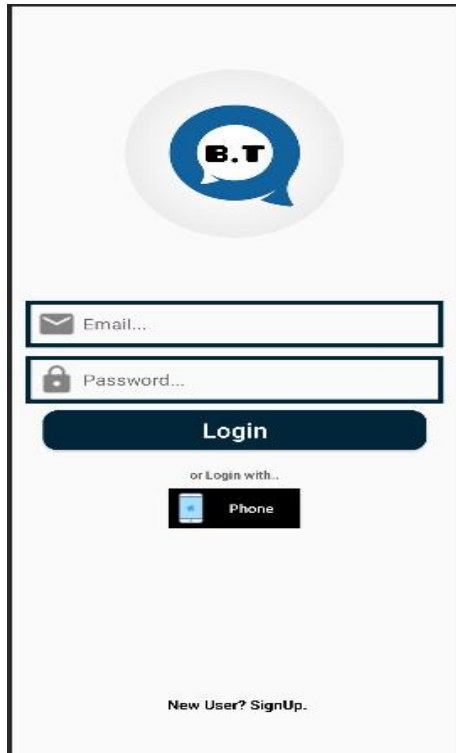 B.T
Email...
Password...
Login
or Login with..
Phone
New User? SignUp.